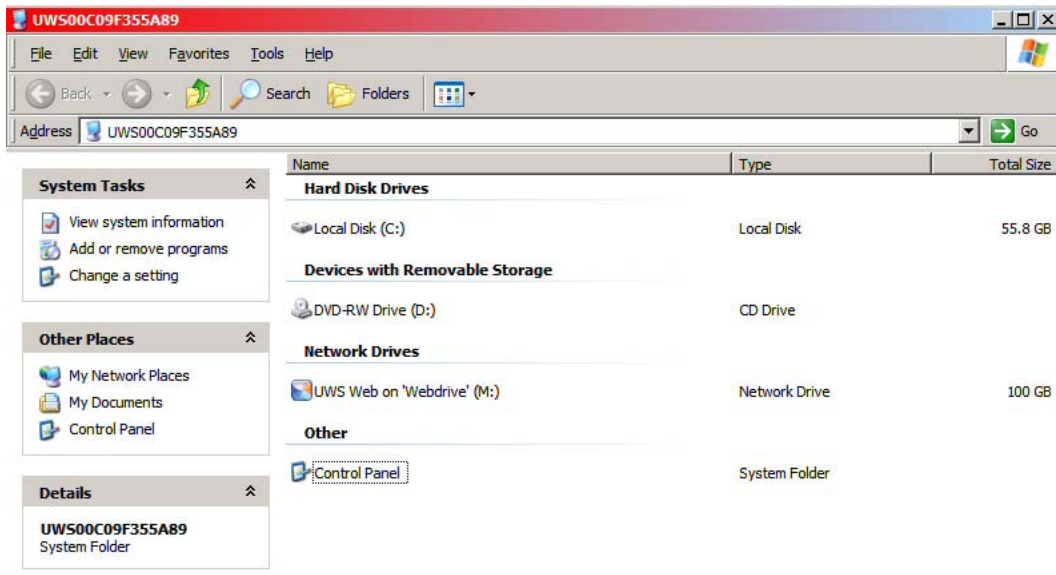 UWS00C09F355A89
File Edit View Favorites Tools Help
Back Search Folders
Address UWS00C09F355A89 Go
Name Type Total Size
System Tasks
View system information
Add or remove programs
Change a setting
Other Places
My Network Places
My Documents
Control Panel
Details
UWS00C09F355A89
System Folder
Hard Disk Drives
Local Disk (C:) Local Disk 55.8 GB
Devices with Removable Storage
DVD-RW Drive (D:) CD Drive
Network Drives
UWS Web on 'Webdrive' (M:) Network Drive 100 GB
Other
Control Panel System Folder